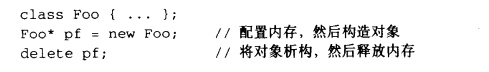 class Foo { ... };
Foo* pf = new Foo; // 配置内存，然后构造对象
delete pf; // 将对象析构，然后释放内存